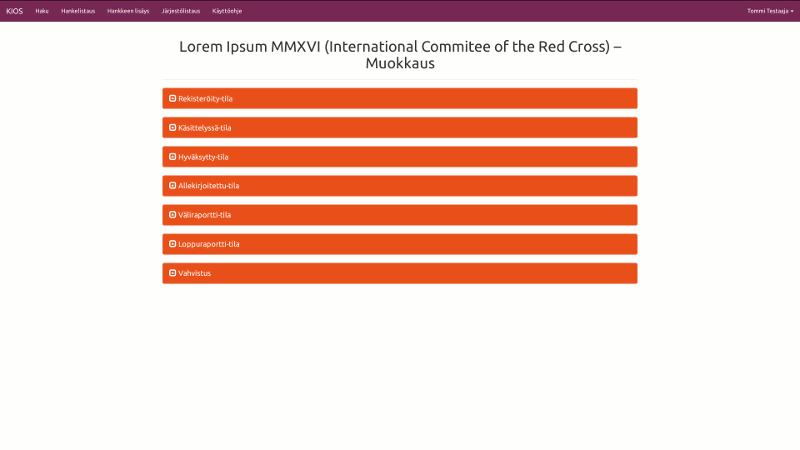 KIOS Haku Hankelistaus Hankkeen lisäys Järjestölistaus Käyttöohje Tommi Testaaja
Lorem Ipsum MMXVI (International Commitee of the Red Cross) –
Muokkaus
Rekisteröity-tila
Käsittelyssä-tila
Hyväksytty-tila
Allekirjoitettu-tila
Väliraportti-tila
Loppuraportti-tila
Vahvistus